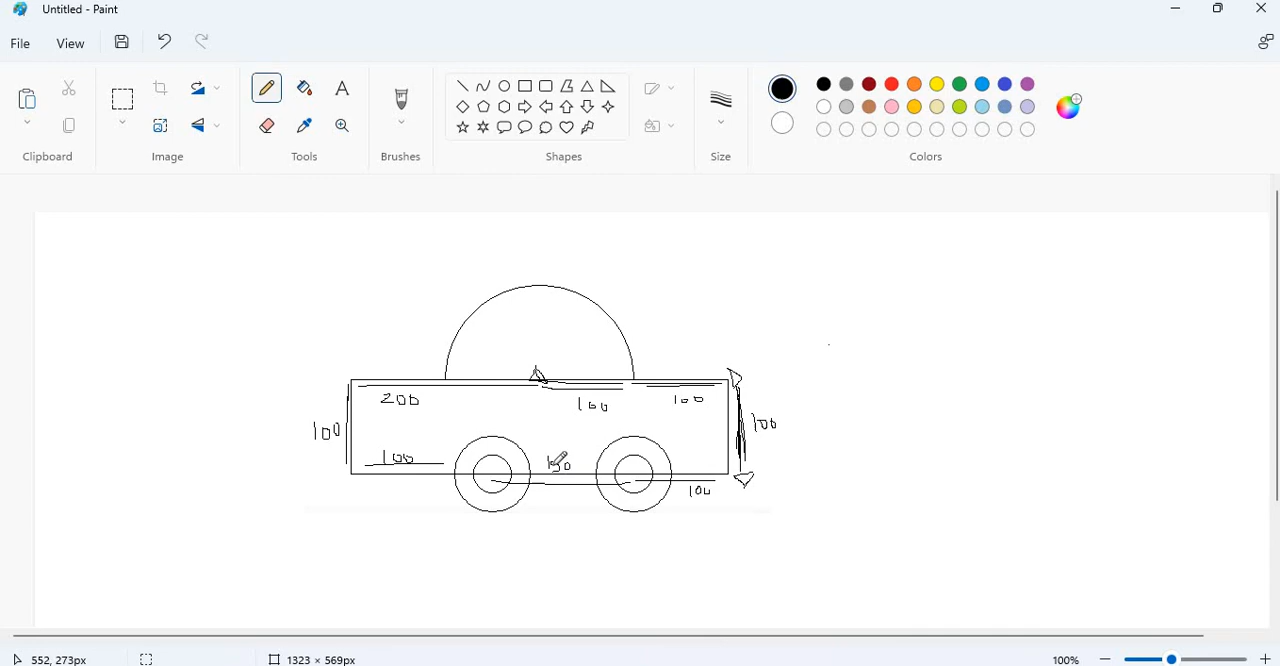 Untitled - Paint
File View
Clipboard Image Tools Brushes Shapes Size Colors
200 100 100
100 100
100 150
100
552, 273px 1323 × 569px 100%